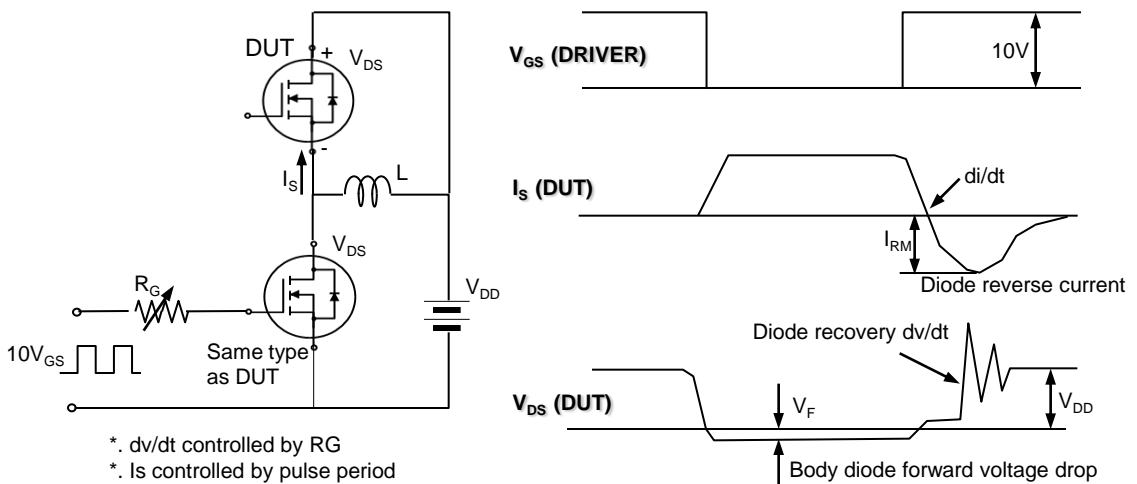 DUT
+
V_DS
-
I_S
L
V_DS
R_G
V_DD
10V_GS
Same type
as DUT
*. dv/dt controlled by RG
*. Is controlled by pulse period
V_GS (DRIVER)
10V
I_S (DUT)
di/dt
I_RM
Diode reverse current
Diode recovery dv/dt
V_DS (DUT)
V_F
V_DD
Body diode forward voltage drop